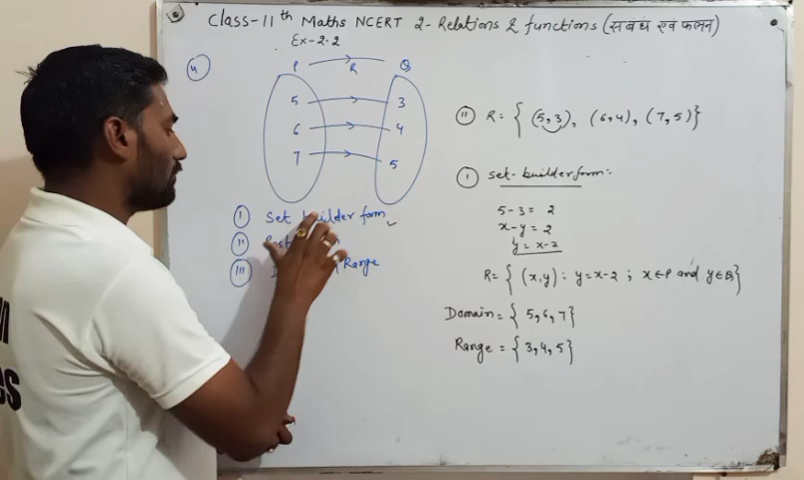 Class-11th Maths NCERT 2-Relations & functions (संबंध एवं फलन)
Ex-2.2
4
P R Q
5 3
6 4
7 5
(i) Set builder form
(ii)
(iii) Range
(ii) R = { (5,3), (6,4), (7,5)}
(i) set-builder form:-
5-3 = 2
x-y = 2
y = x-2
R = { (x,y) : y = x-2 ; x∈P and y∈Q}
Domain = { 5,6,7}
Range = { 3,4,5}